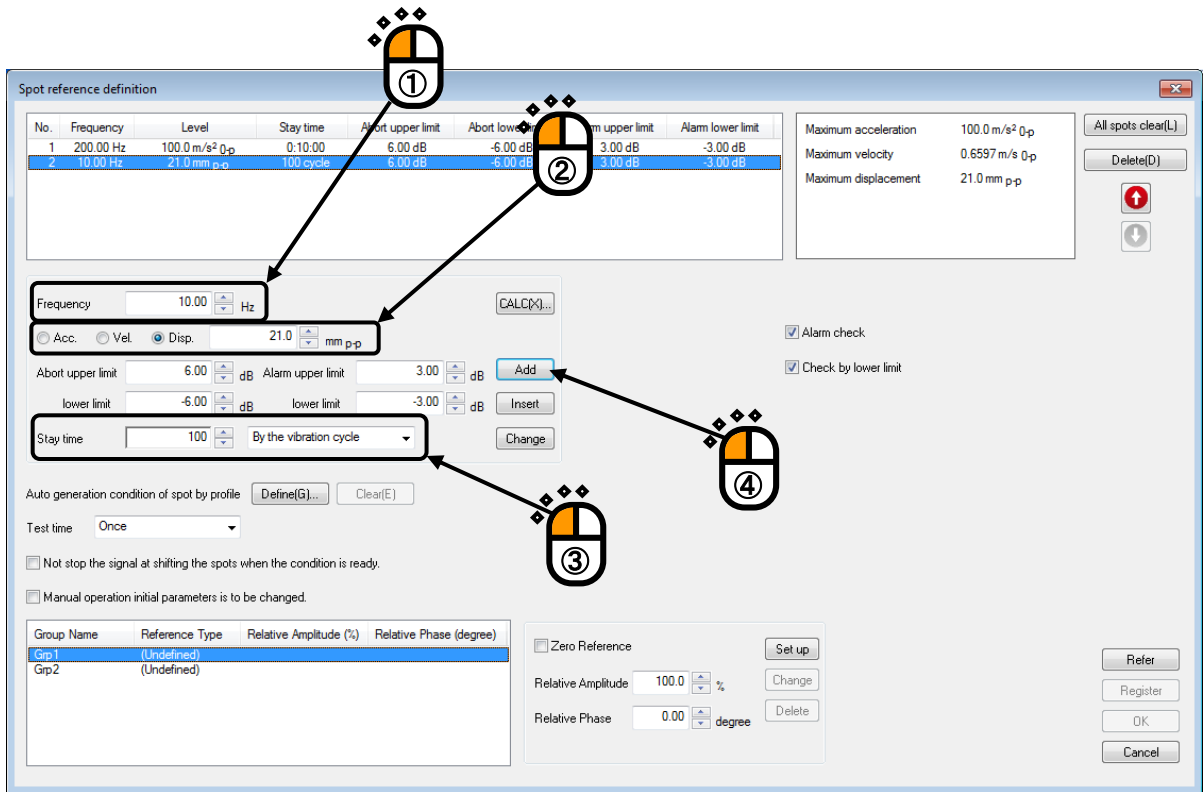 ①
Spot reference definition
No. Frequency Level Stay time Abort upper limit Abort lower limit Alarm upper limit Alarm lower limit
1 200.00 Hz 100.0 m/s² 0-p 0:10:00 6.00 dB -6.00 dB 3.00 dB -3.00 dB
2 10.00 Hz 21.0 mm p-p 100 cycle 6.00 dB -6.00 dB 3.00 dB -3.00 dB
②
Maximum acceleration 100.0 m/s² 0-p
Maximum velocity 0.6597 m/s 0-p
Maximum displacement 21.0 mm p-p
All spots clear(L)
Delete(D)
Frequency 10.00 Hz
CALC(X)...
Acc. Vel. Disp. 21.0 mm p-p
Abort upper limit 6.00 dB Alarm upper limit 3.00 dB
Add
lower limit -6.00 dB lower limit -3.00 dB
Insert
Stay time 100 By the vibration cycle
Change
Alarm check
Check by lower limit
④
③
Auto generation condition of spot by profile Define(G)... Clear(E)
Test time Once
Not stop the signal at shifting the spots when the condition is ready.
Manual operation initial parameters is to be changed.
Group Name Reference Type Relative Amplitude (%) Relative Phase (degree)
Grp1 (Undefined)
Grp2 (Undefined)
Zero Reference
Set up
Relative Amplitude 100.0 %
Change
Relative Phase 0.00 degree
Delete
Refer
Register
OK
Cancel